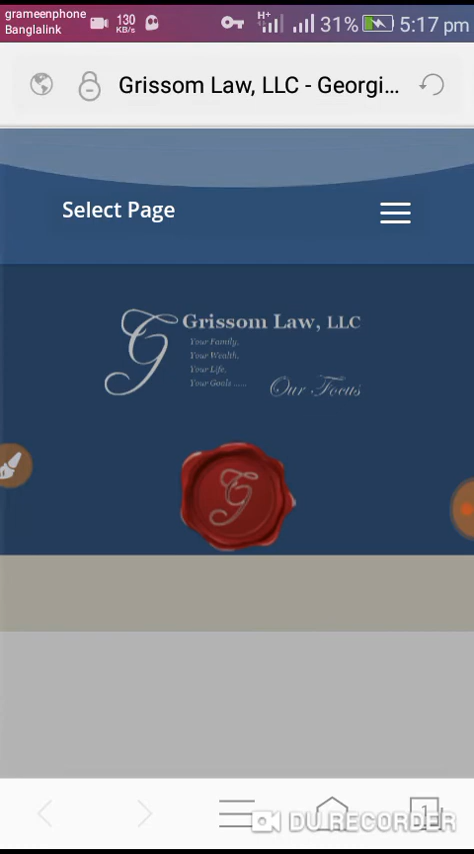 grameenphone
Banglalink
130
KB/s
H+
31%
5:17 pm
Grissom Law, LLC - Georgi...
Select Page
G
Grissom Law, LLC
Your Family,
Your Wealth,
Your Life,
Your Goals ......
Our Focus
G
1
DU RECORDER